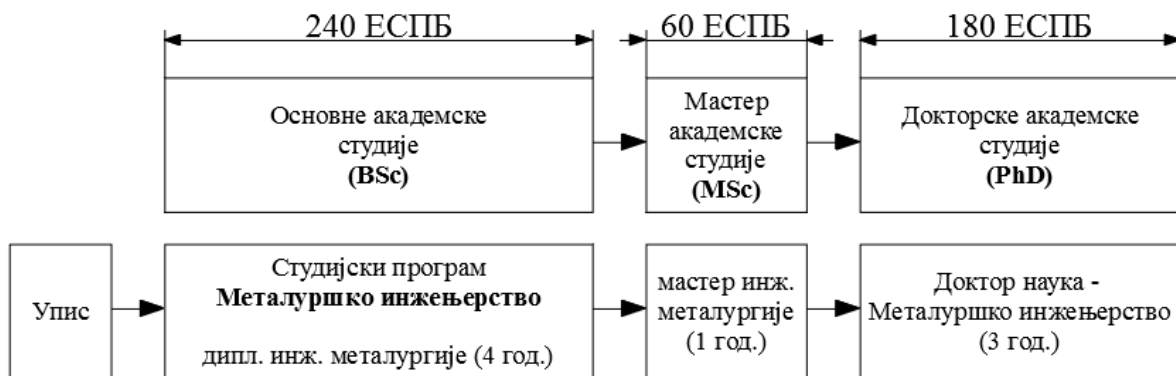 240 ЕСПБ
60 ЕСПБ
180 ЕСПБ
Основне академске
студије
(BSc)
Мастер
академске
студије
(MSc)
Докторске академске
студије
(PhD)
Упис
Студијски програм
Металуршко инжењерство
дипл. инж. металургије (4 год.)
мастер инж.
металургије
(1 год.)
Доктор наука -
Металуршко инжењерство
(3 год.)